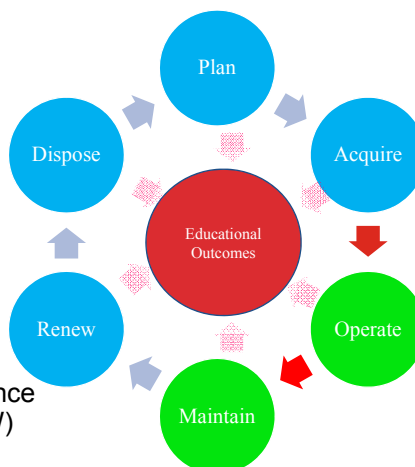 Plan
Dispose
Acquire
Educational
Outcomes
Renew
Operate
Maintain